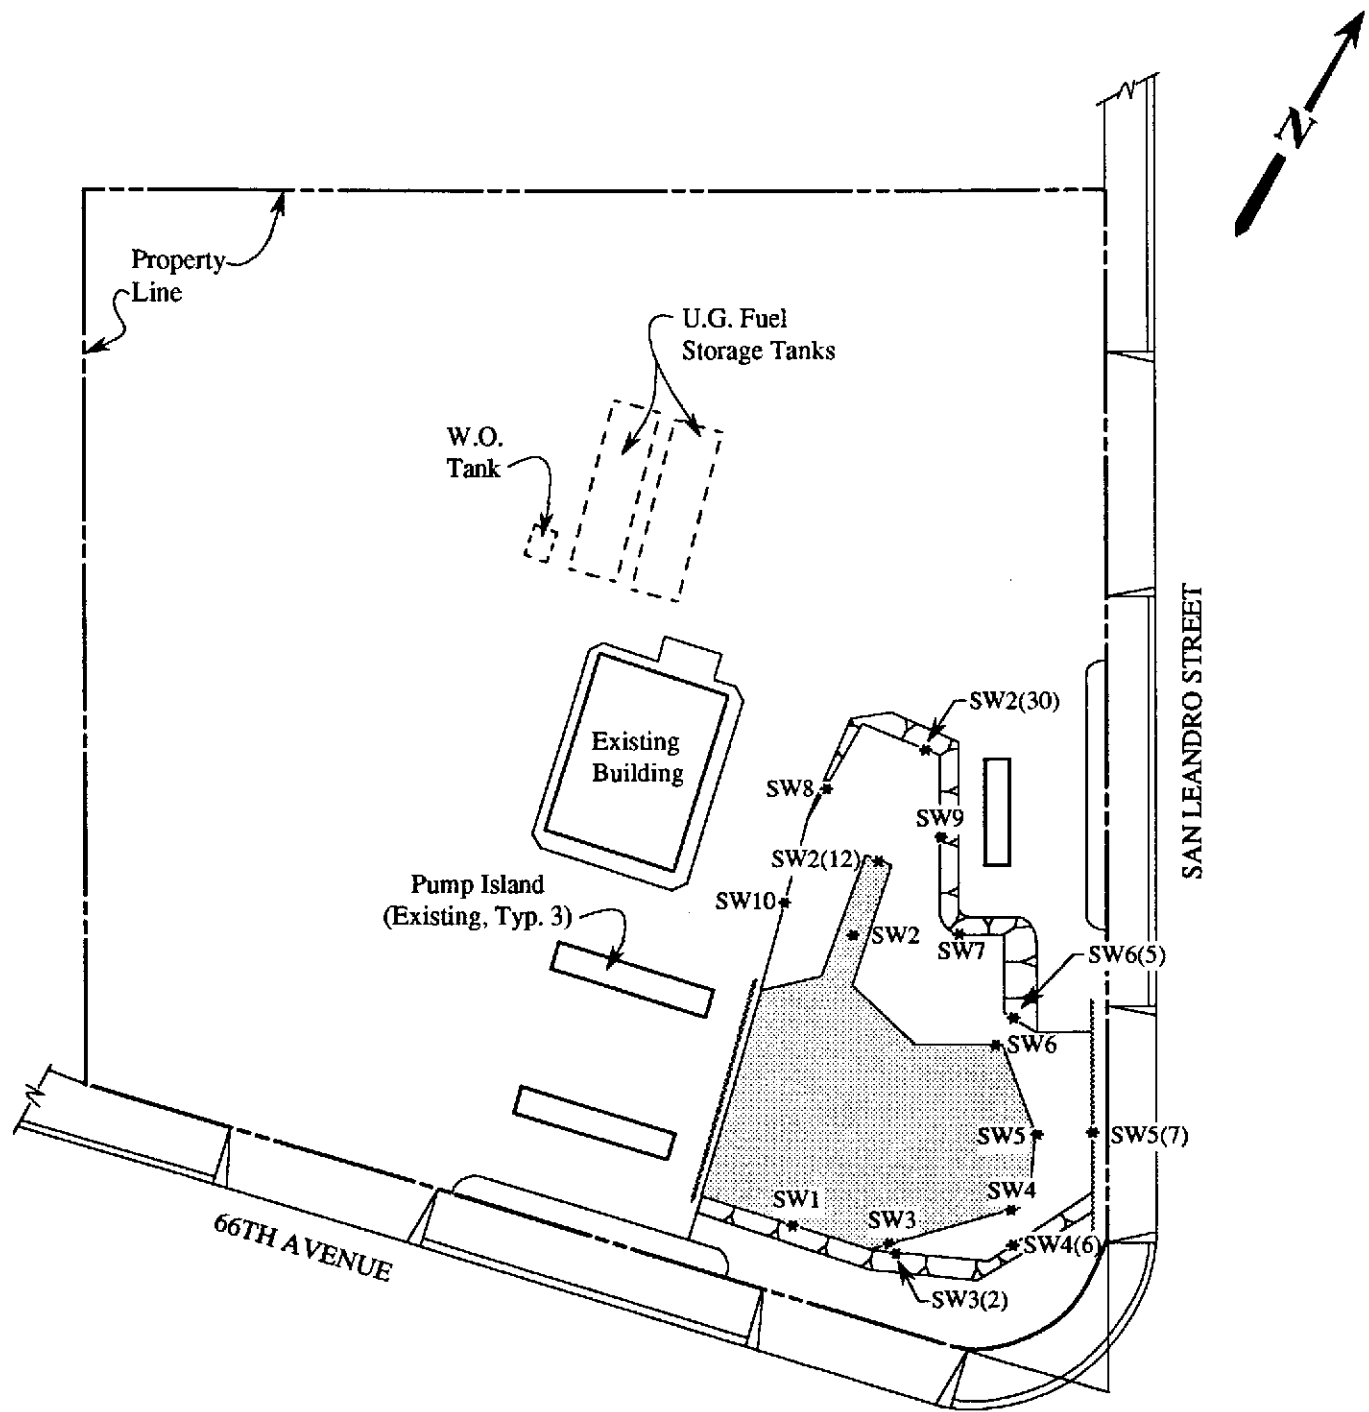 N
Property
Line
U.G. Fuel
Storage Tanks
W.O.
Tank
SAN LEANDRO STREET
SW2(30)
Existing
Building
SW8
SW9
SW2(12)
Pump Island
(Existing, Typ. 3)
SW10
SW2
SW7
SW6(5)
SW6
SW5
SW5(7)
SW4
SW1
SW3
SW4(6)
66TH AVENUE
SW3(2)